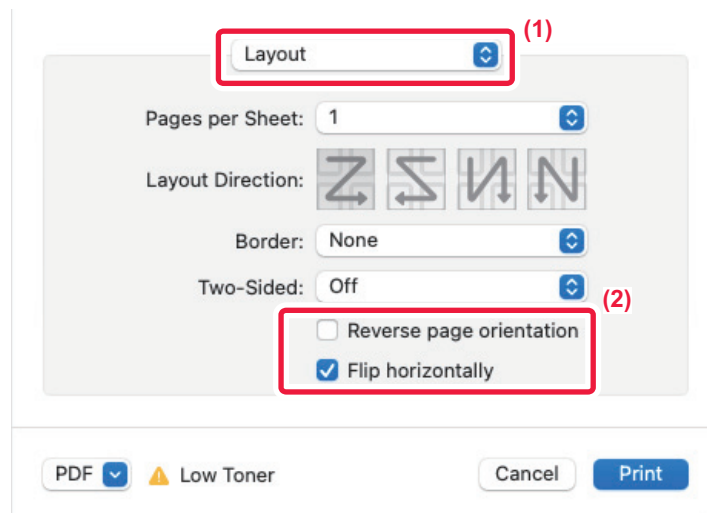 (1)
Layout
Pages per Sheet: 1
Layout Direction:
Border: None
Two-Sided: Off
(2)
Reverse page orientation
Flip horizontally
PDF Low Toner Cancel Print